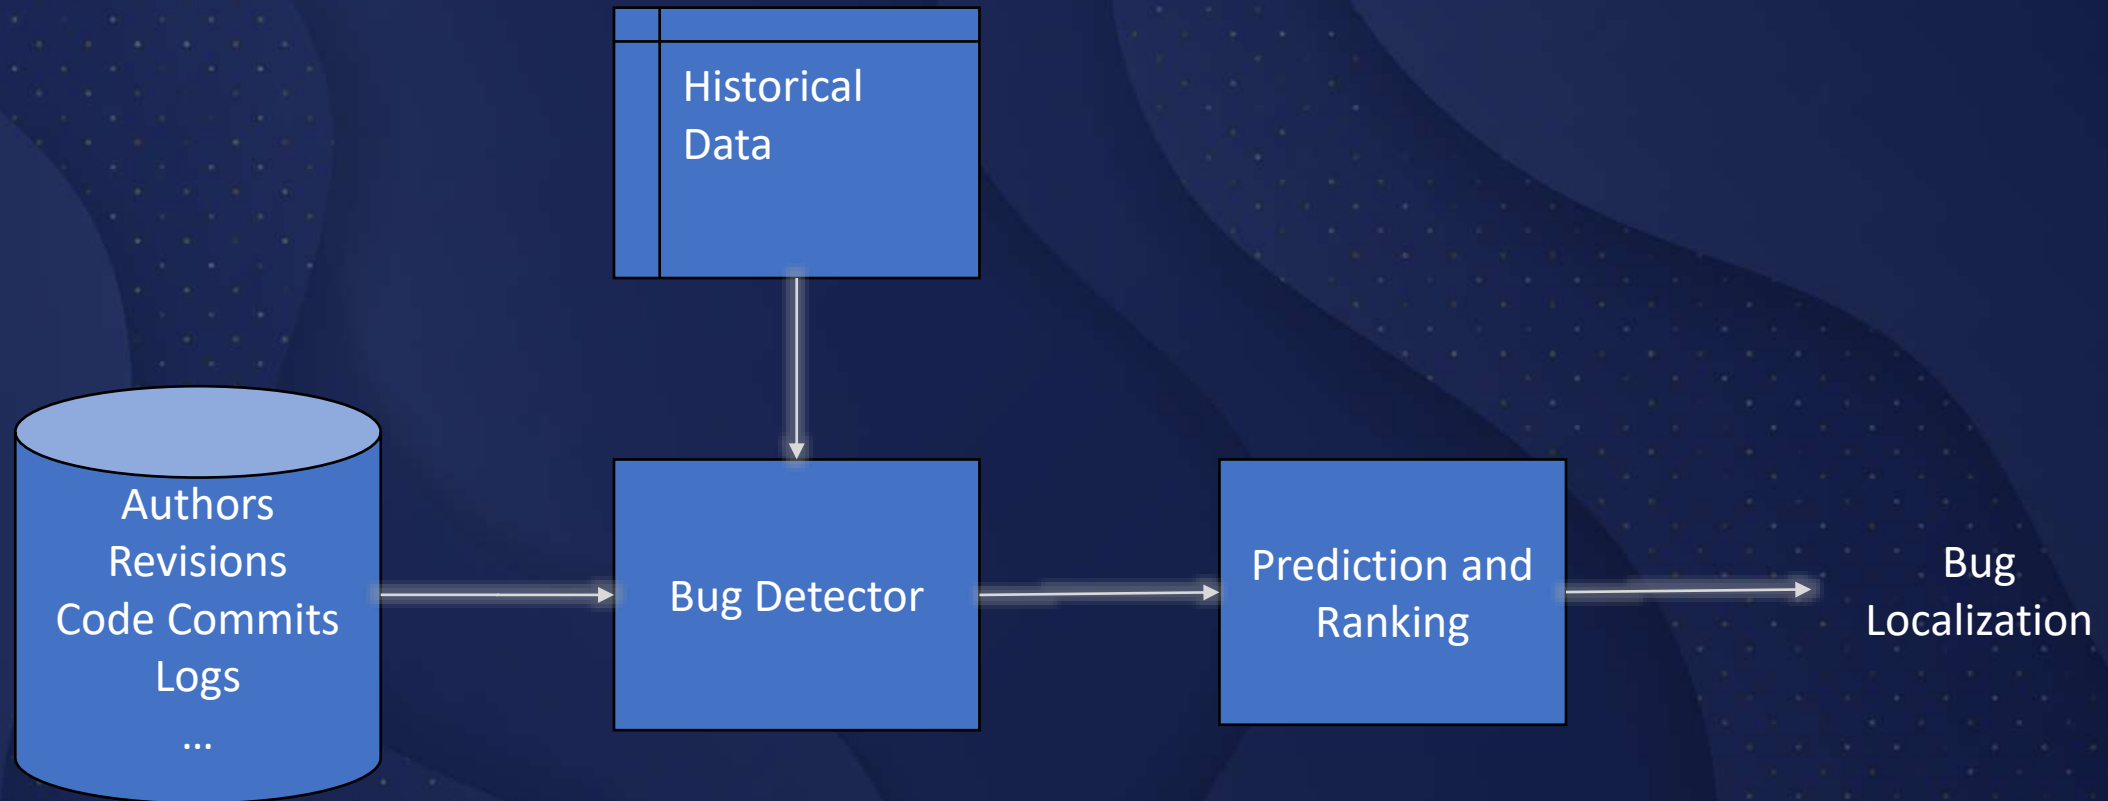 Historical
Data
Authors
Revisions
Code Commits
Logs
...
Bug Detector
Prediction and
Ranking
Bug
Localization